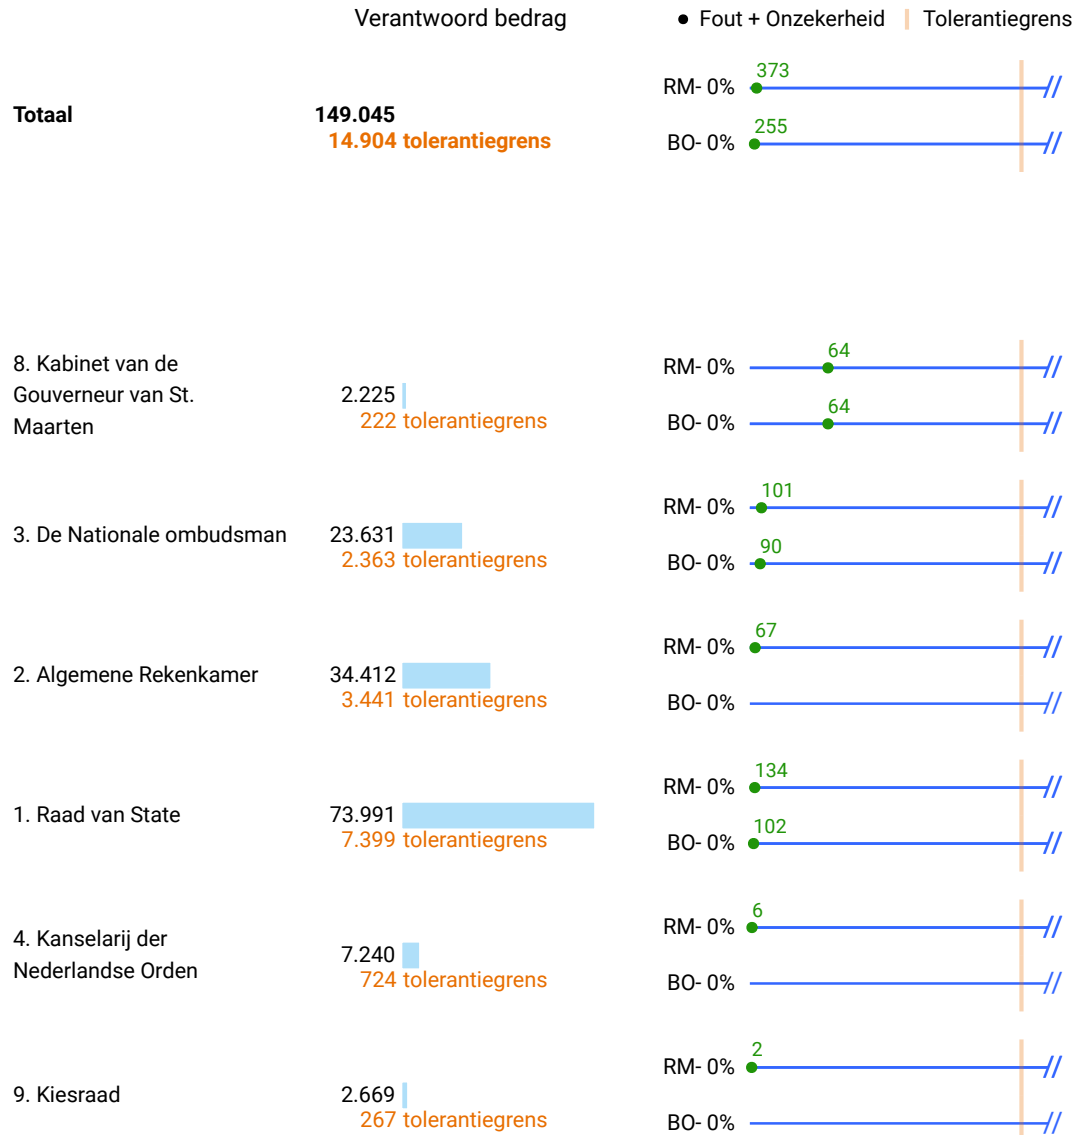 Verantwoord bedrag
Fout + Onzekerheid
Tolerantiegrens
Totaal
149.045
14.904 tolerantiegrens
RM- 0%
373
BO- 0%
255
8. Kabinet van de
Gouverneur van St.
Maarten
2.225
222 tolerantiegrens
RM- 0%
64
BO- 0%
64
3. De Nationale ombudsman
23.631
2.363 tolerantiegrens
RM- 0%
101
BO- 0%
90
2. Algemene Rekenkamer
34.412
3.441 tolerantiegrens
RM- 0%
67
BO- 0%
1. Raad van State
73.991
7.399 tolerantiegrens
RM- 0%
134
BO- 0%
102
4. Kanselarij der
Nederlandse Orden
7.240
724 tolerantiegrens
RM- 0%
6
BO- 0%
9. Kiesraad
2.669
267 tolerantiegrens
RM- 0%
2
BO- 0%